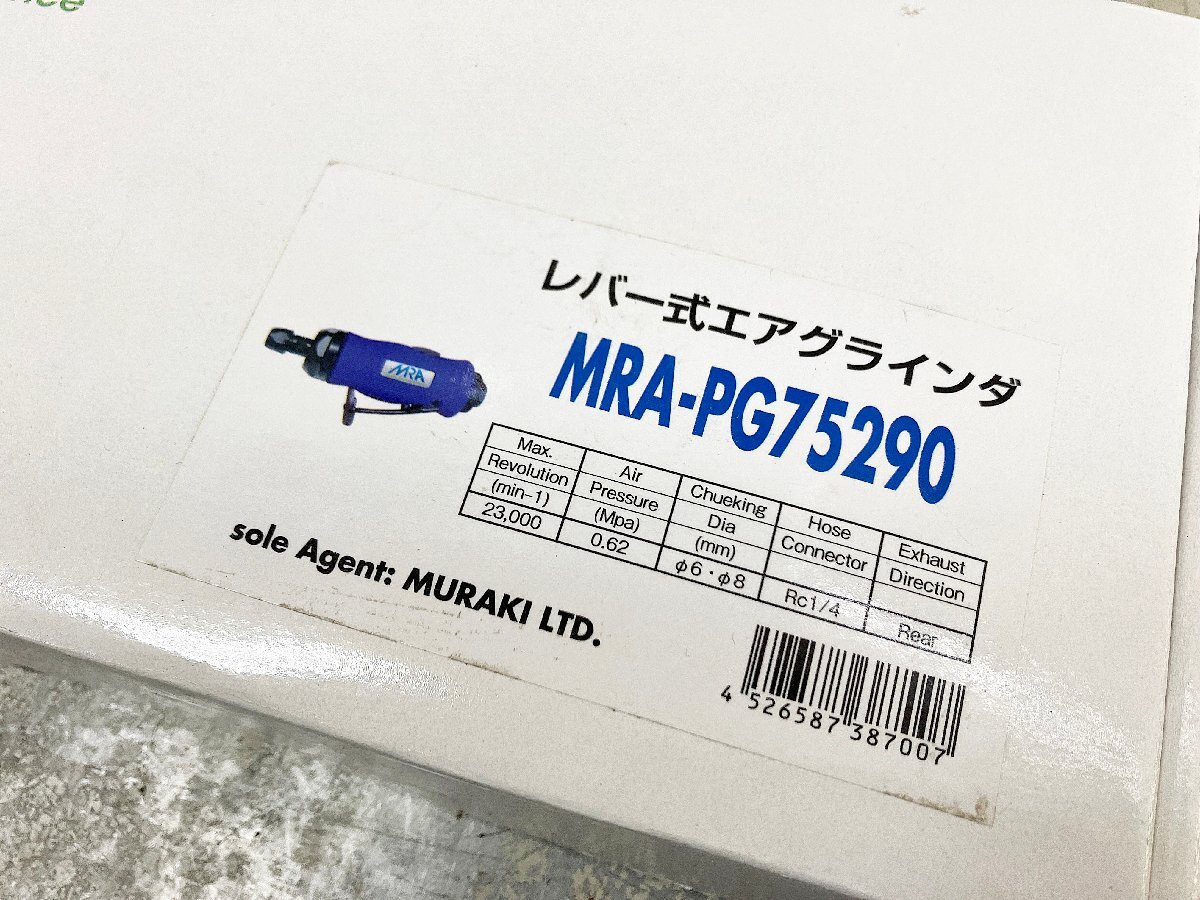 レバー式エアグラインダ
MRA-PG75290
MRA
Max. Revolution (min-1) Air Pressure (Mpa) Chueking Dia (mm) Hose Connector Exhaust Direction
23,000 0.62 φ6・φ8 Rc1/4 Rear
sole Agent: MURAKI LTD.
4 526587 387007